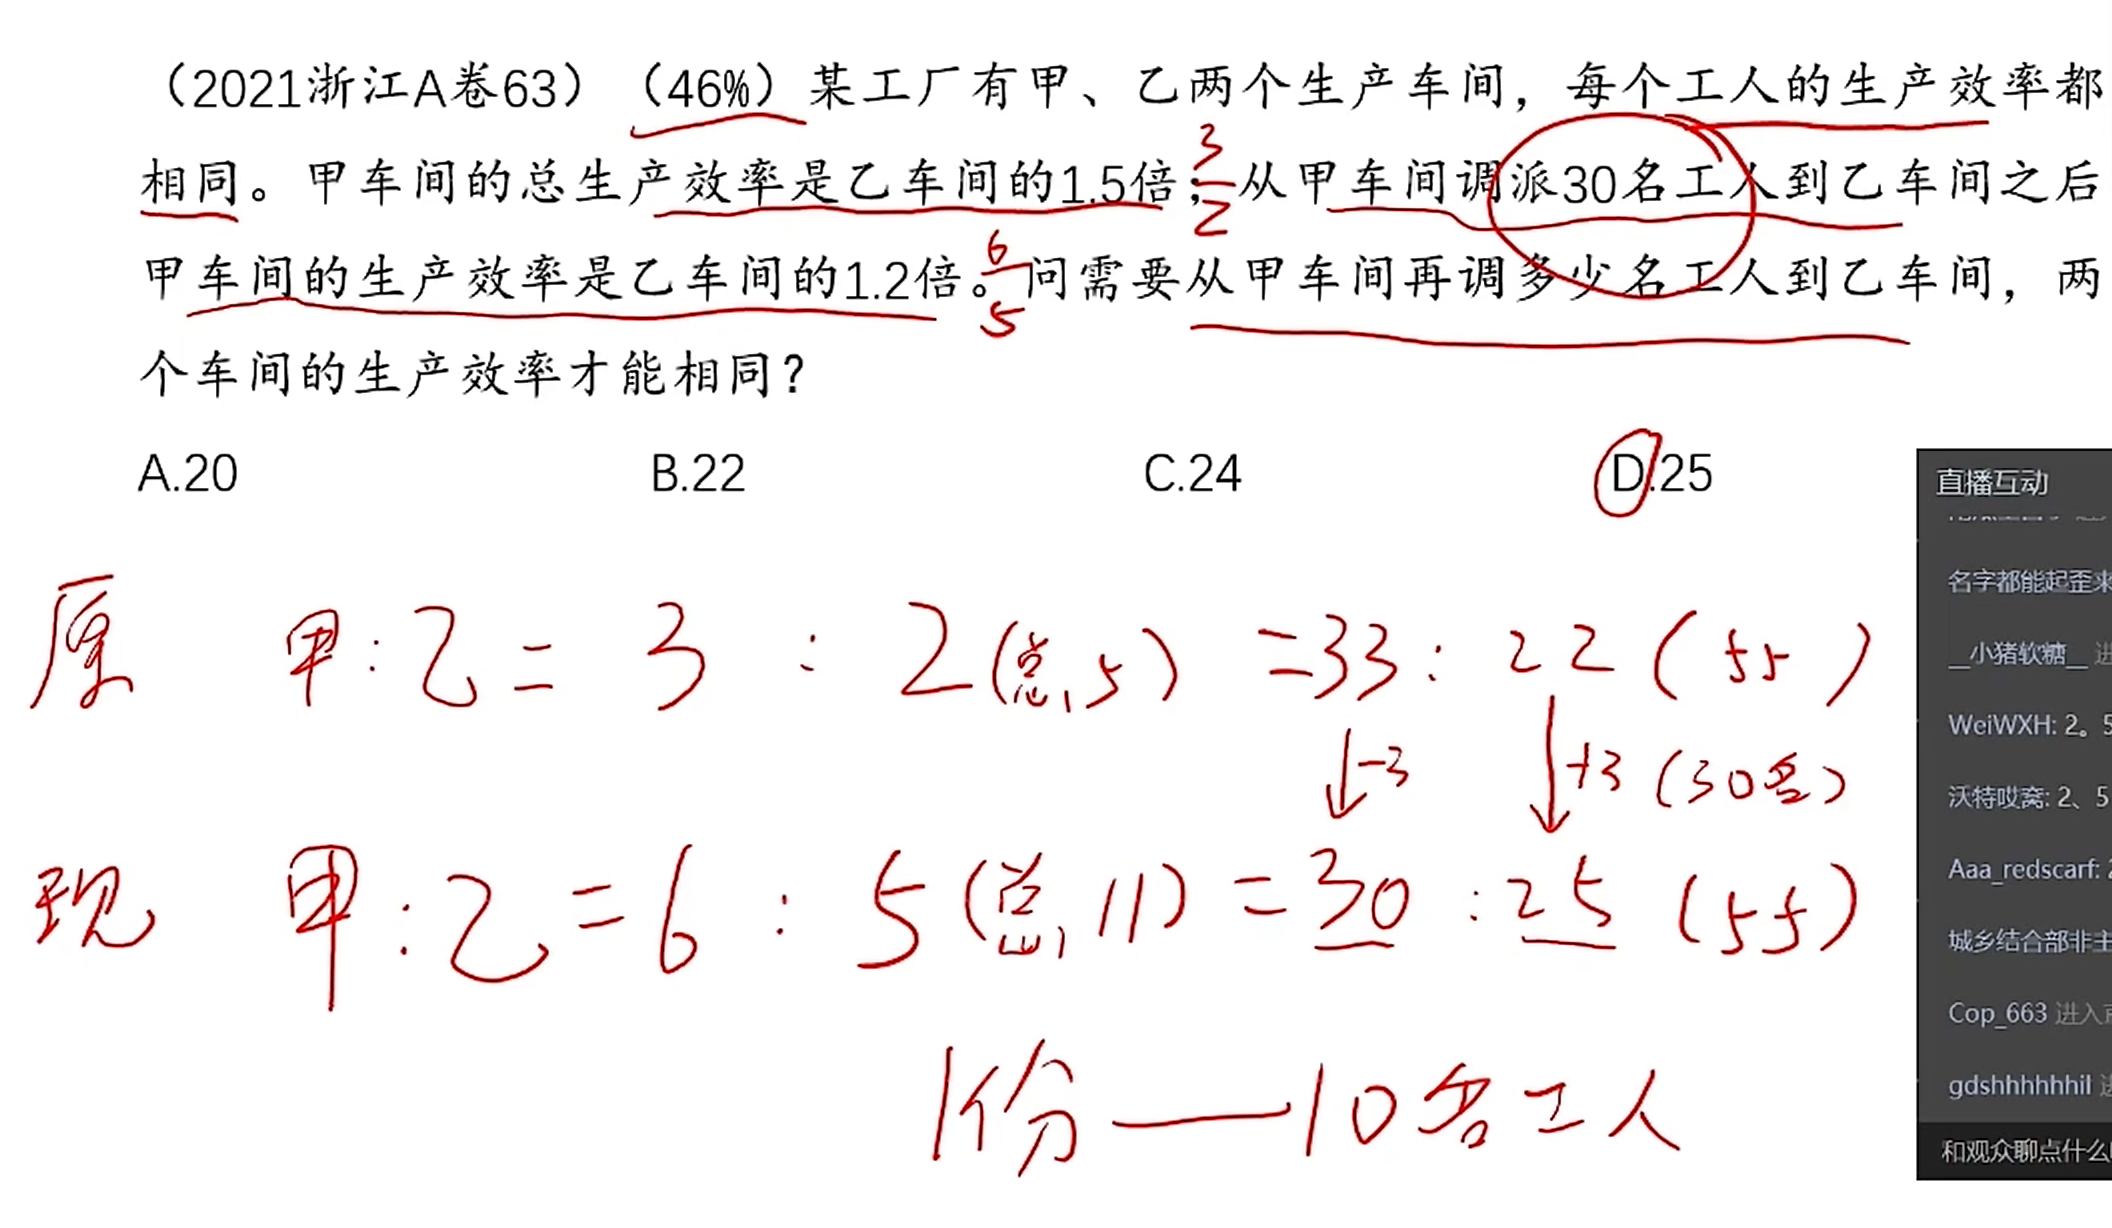 （2021浙江A卷63）（46%）某工厂有甲、乙两个生产车间，每个工人的生产效率都
相同。甲车间的总生产效率是乙车间的1.5倍；从甲车间调派30名工人到乙车间之后
3
2
甲车间的生产效率是乙车间的1.2倍。问需要从甲车间再调多少名工人到乙车间，两
6
5
个车间的生产效率才能相同？
A.20 B.22 C.24 D.25
原 甲:乙=3:2(总,5)=33:22(55)
-3 +3(30名)
现 甲:乙=6:5(总,11)=30:25(55)
1份—10名工人
直播互动
名字都能起歪来
__小猪软糖__ 进
WeiWXH: 2。5
沃特哎窝: 2、5
Aaa_redscarf:
城乡结合部非主
Cop_663 进入
gdshhhhhhil 进
和观众聊点什么